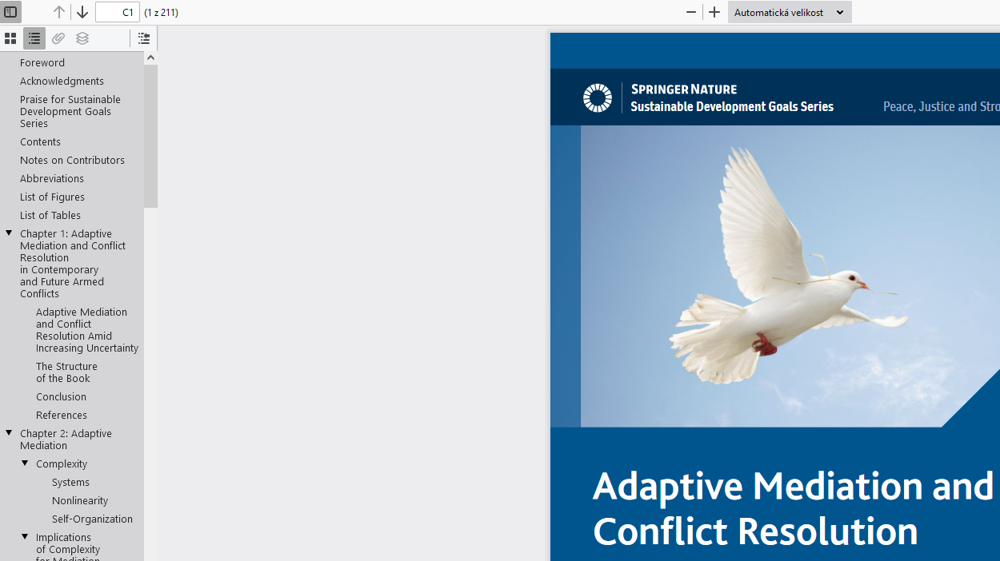 C1 (1 z 211) Automatická velikost
Foreword
Acknowledgments
Praise for Sustainable
Development Goals
Series
Contents
Notes on Contributors
Abbreviations
List of Figures
List of Tables
Chapter 1: Adaptive
Mediation and Conflict
Resolution
in Contemporary
and Future Armed
Conflicts
Adaptive Mediation
and Conflict
Resolution Amid
Increasing Uncertainty
The Structure
of the Book
Conclusion
References
Chapter 2: Adaptive
Mediation
Complexity
Systems
Nonlinearity
Self-Organization
Implications
of Complexity
for Mediation
SPRINGER NATURE
Sustainable Development Goals Series
Peace, Justice and Stro
Adaptive Mediation and
Conflict Resolution